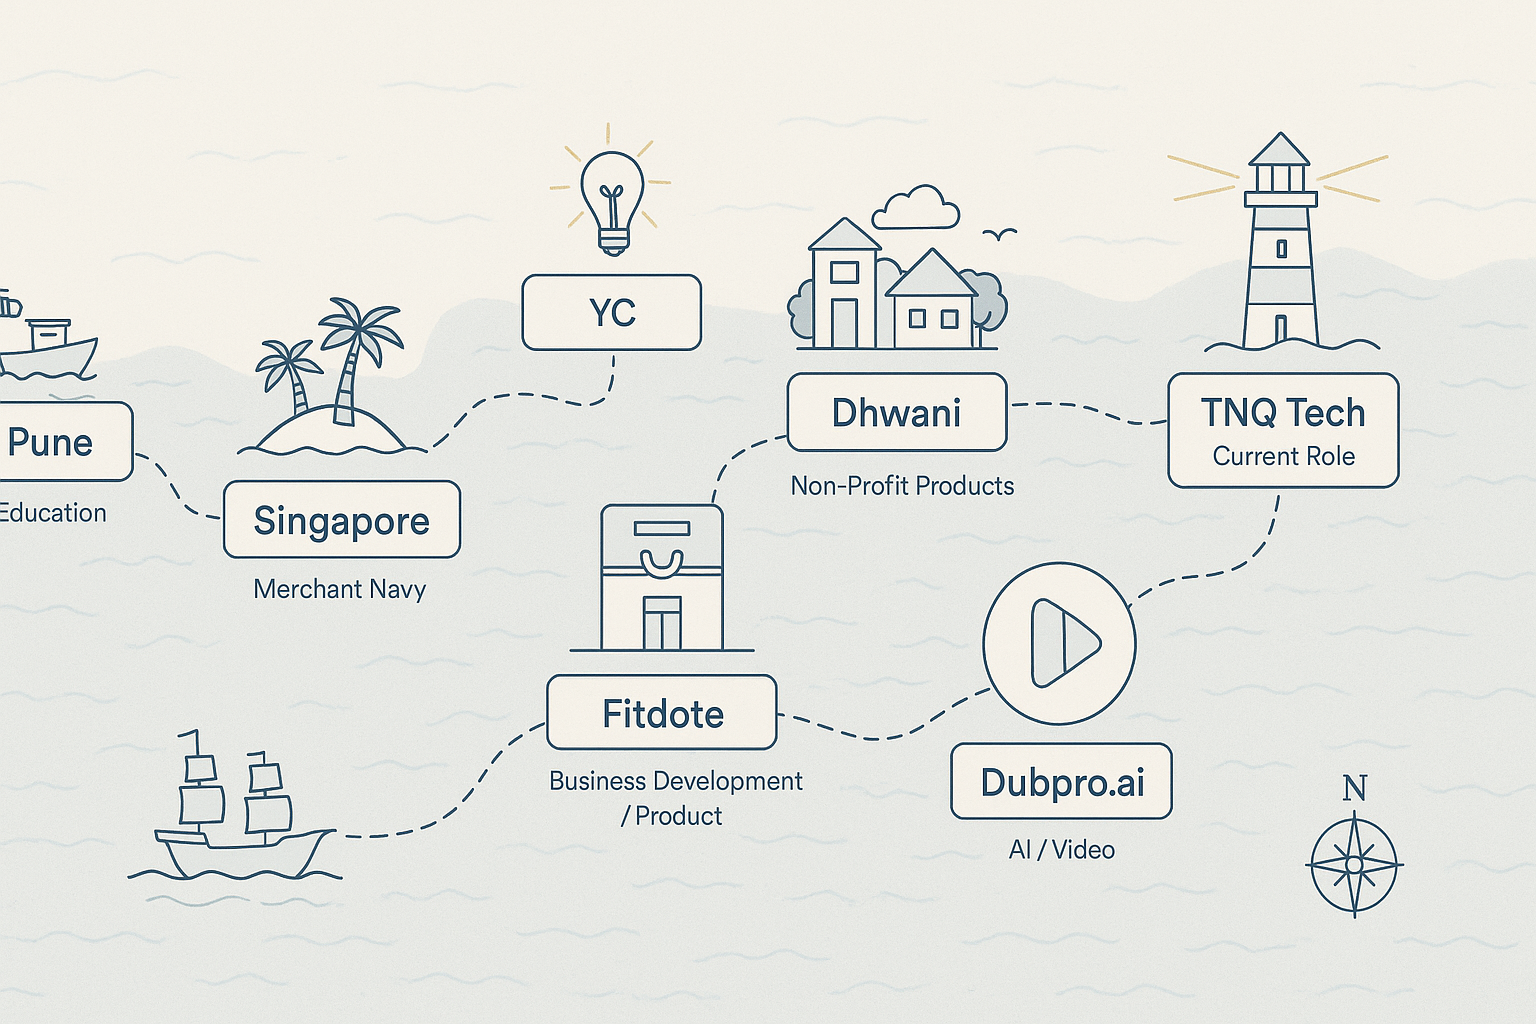 YC
Pune
Education
Singapore
Merchant Navy
Dhwani
Non-Profit Products
TNQ Tech
Current Role
Fitdote
Business Development
/ Product
Dubpro.ai
AI / Video
N